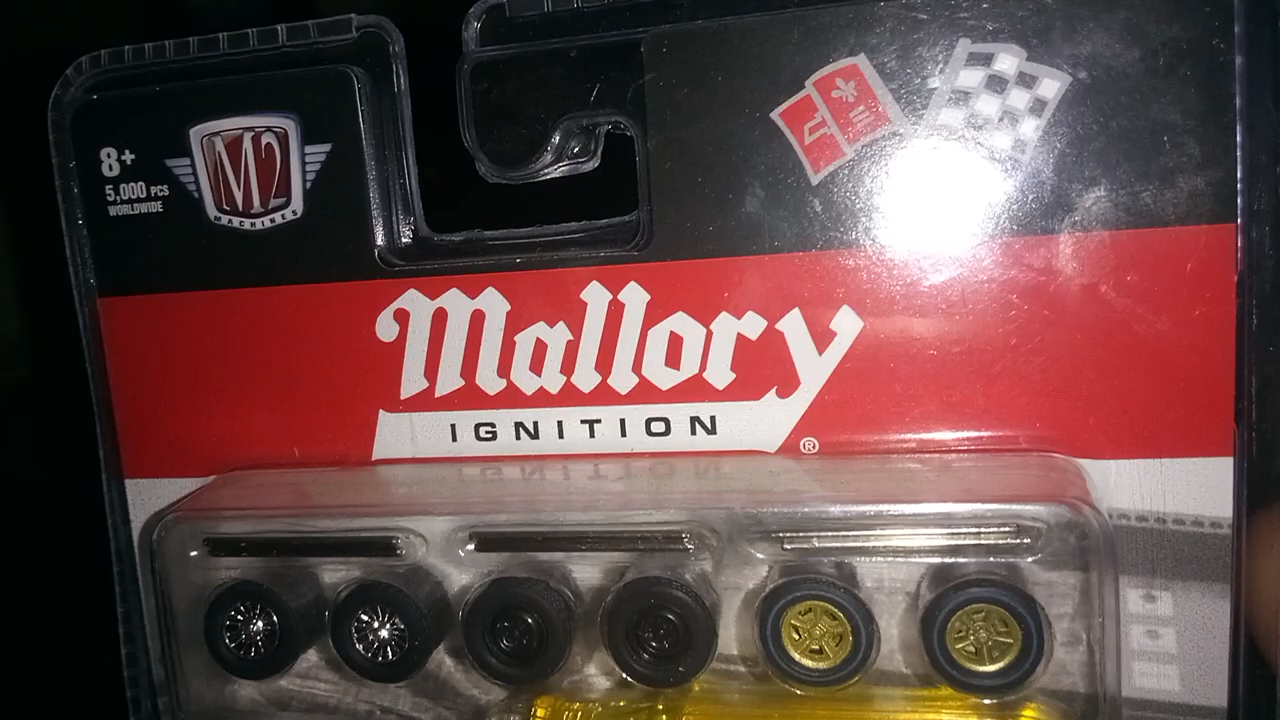 8+
5,000 PCS
WORLDWIDE
M2
MACHINES
Mallory
IGNITION
®